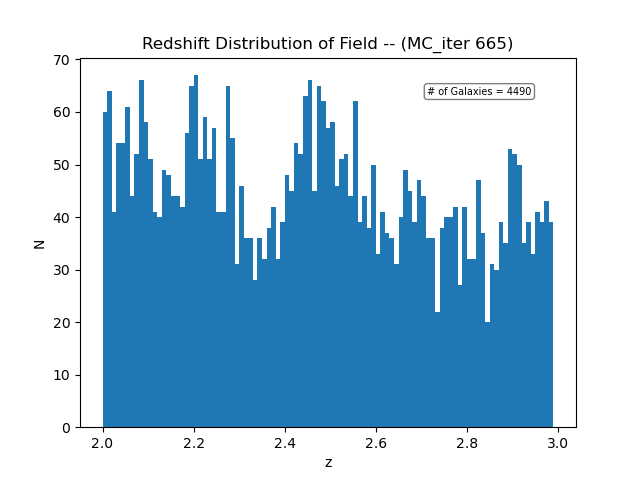 Redshift Distribution of Field -- (MC_iter 665)
# of Galaxies = 4490
70
60
50
40
30
20
10
0
N
2.0 2.2 2.4 2.6 2.8 3.0
z